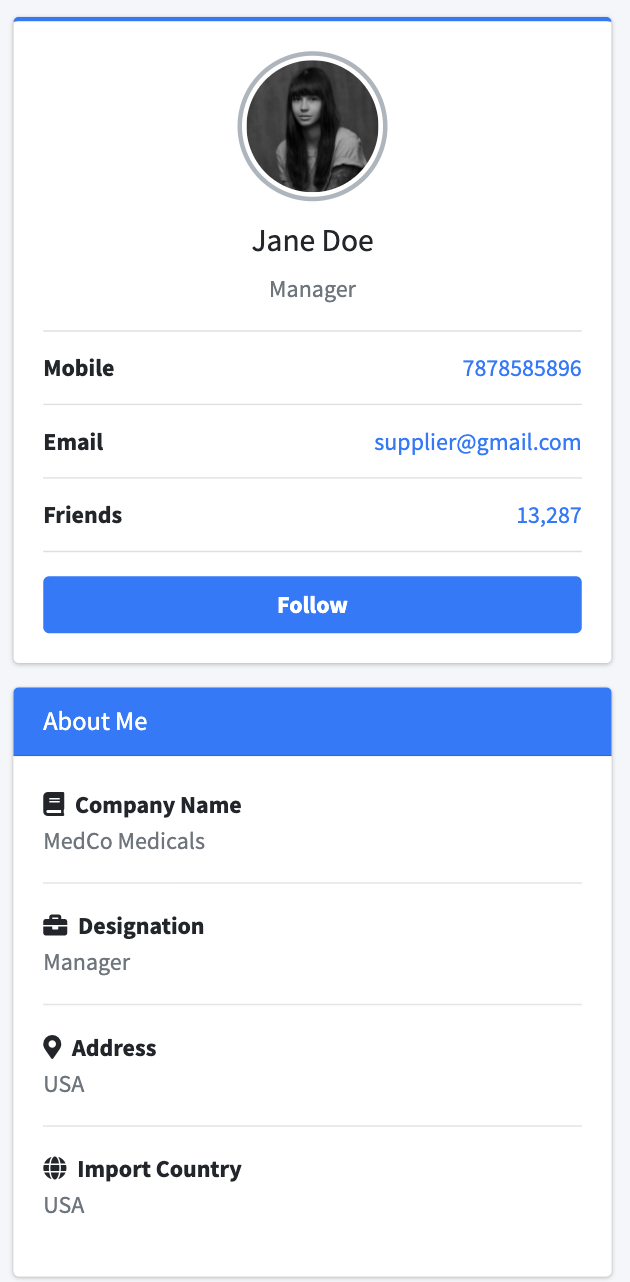 Jane Doe
Manager
Mobile 7878585896
Email supplier@gmail.com
Friends 13,287
Follow
About Me
Company Name
MedCo Medicals
Designation
Manager
Address
USA
Import Country
USA